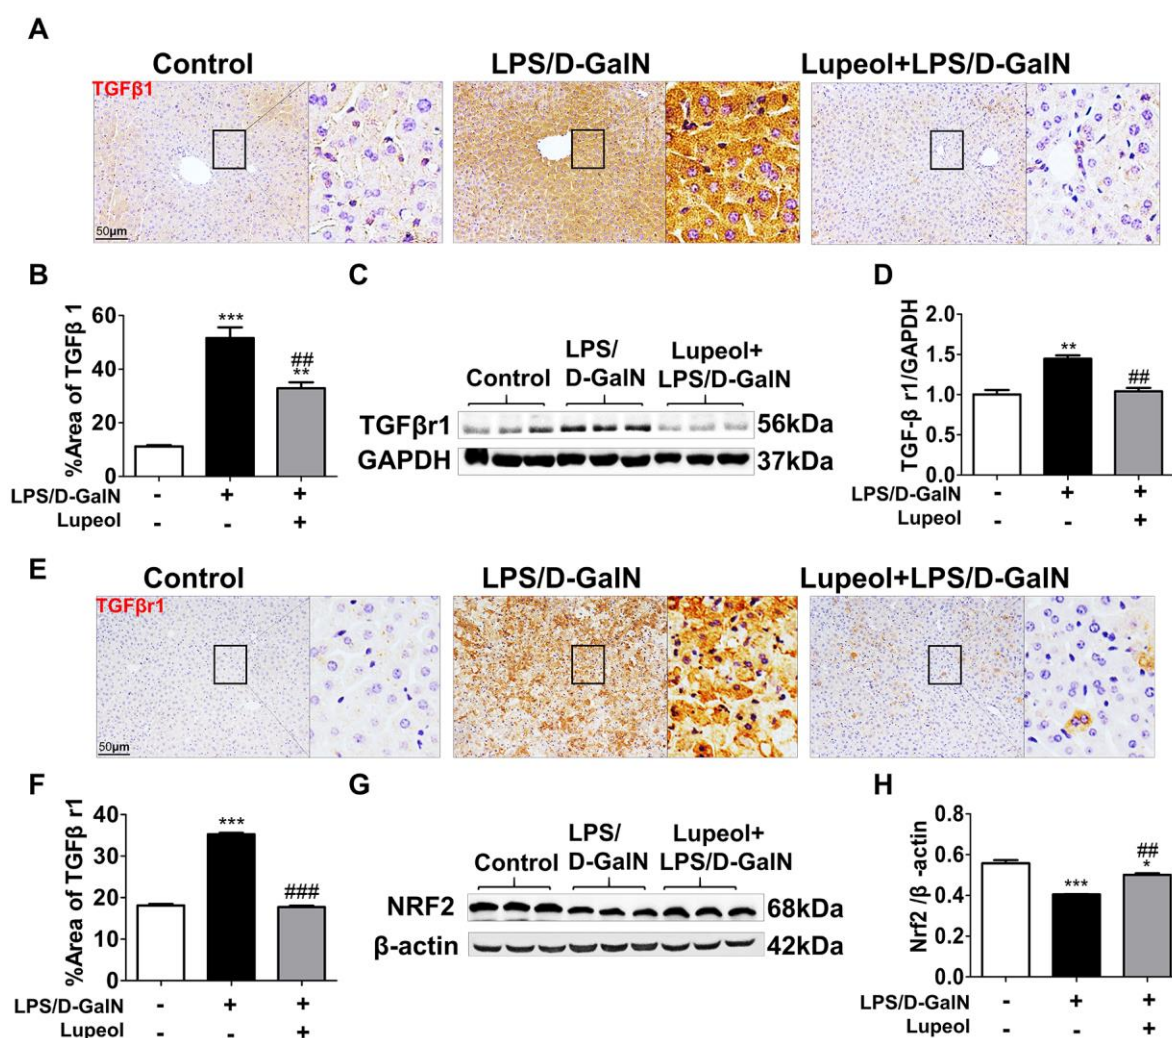 A
Control
LPS/D-GalN
Lupeol+LPS/D-GalN
TGFβ1
50μm
B
%Area of TGFβ 1
60
40
20
0
***
##
**
LPS/D-GalN - + +
Lupeol - - +
C
Control
LPS/
D-GalN
Lupeol+
LPS/D-GalN
TGFβr1
56kDa
GAPDH
37kDa
D
TGF-β r1/GAPDH
2.0
1.5
1.0
0.5
0.0
**
##
LPS/D-GalN - + +
Lupeol - - +
E
Control
LPS/D-GalN
Lupeol+LPS/D-GalN
TGFβr1
50μm
F
%Area of TGFβ r1
40
30
20
10
0
***
###
LPS/D-GalN - + +
Lupeol - - +
G
Control
LPS/
D-GalN
Lupeol+
LPS/D-GalN
NRF2
68kDa
β-actin
42kDa
H
Nrf2 /β -actin
0.8
0.6
0.4
0.2
0.0
***
##
*
LPS/D-GalN - + +
Lupeol - - +